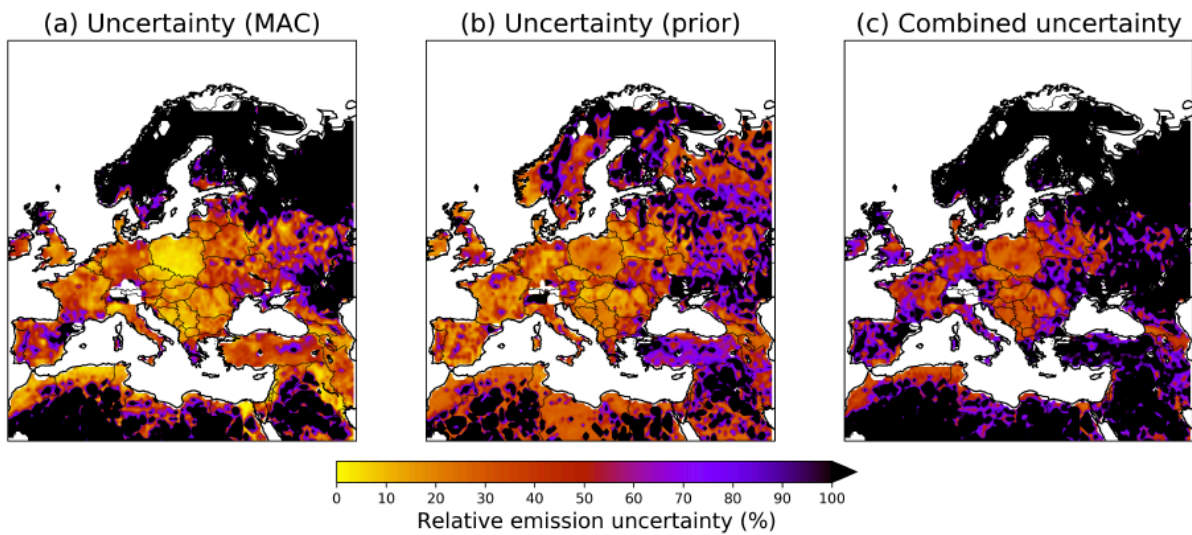 (a) Uncertainty (MAC) (b) Uncertainty (prior) (c) Combined uncertainty
0 10 20 30 40 50 60 70 80 90 100
Relative emission uncertainty (%)